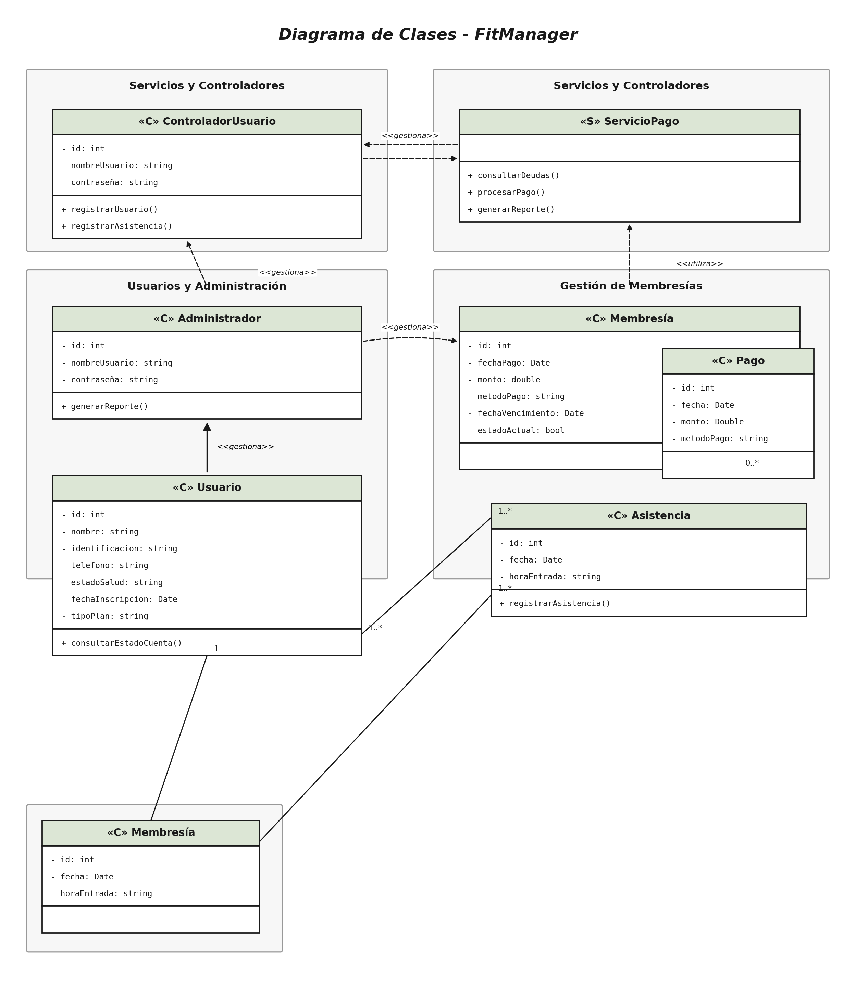 Diagrama de Clases - FitManager
Servicios y Controladores
«C» ControladorUsuario
- id: int
- nombreUsuario: string
- contraseña: string
+ registrarUsuario()
+ registrarAsistencia()
<<gestiona>>
Servicios y Controladores
«S» ServicioPago
+ consultarDeudas()
+ procesarPago()
+ generarReporte()
<<gestiona>>
<<utiliza>>
Usuarios y Administración
«C» Administrador
- id: int
- nombreUsuario: string
- contraseña: string
+ generarReporte()
<<gestiona>>
<<gestiona>>
«C» Usuario
- id: int
- nombre: string
- identificacion: string
- telefono: string
- estadoSalud: string
- fechaInscripcion: Date
- tipoPlan: string
+ consultarEstadoCuenta()
1
1..*
Gestión de Membresías
«C» Membresía
- id: int
- fechaPago: Date
- monto: double
- metodoPago: string
- fechaVencimiento: Date
- estadoActual: bool
«C» Pago
- id: int
- fecha: Date
- monto: Double
- metodoPago: string
0..*
1..*
«C» Asistencia
- id: int
- fecha: Date
- horaEntrada: string
1..*
+ registrarAsistencia()
«C» Membresía
- id: int
- fecha: Date
- horaEntrada: string